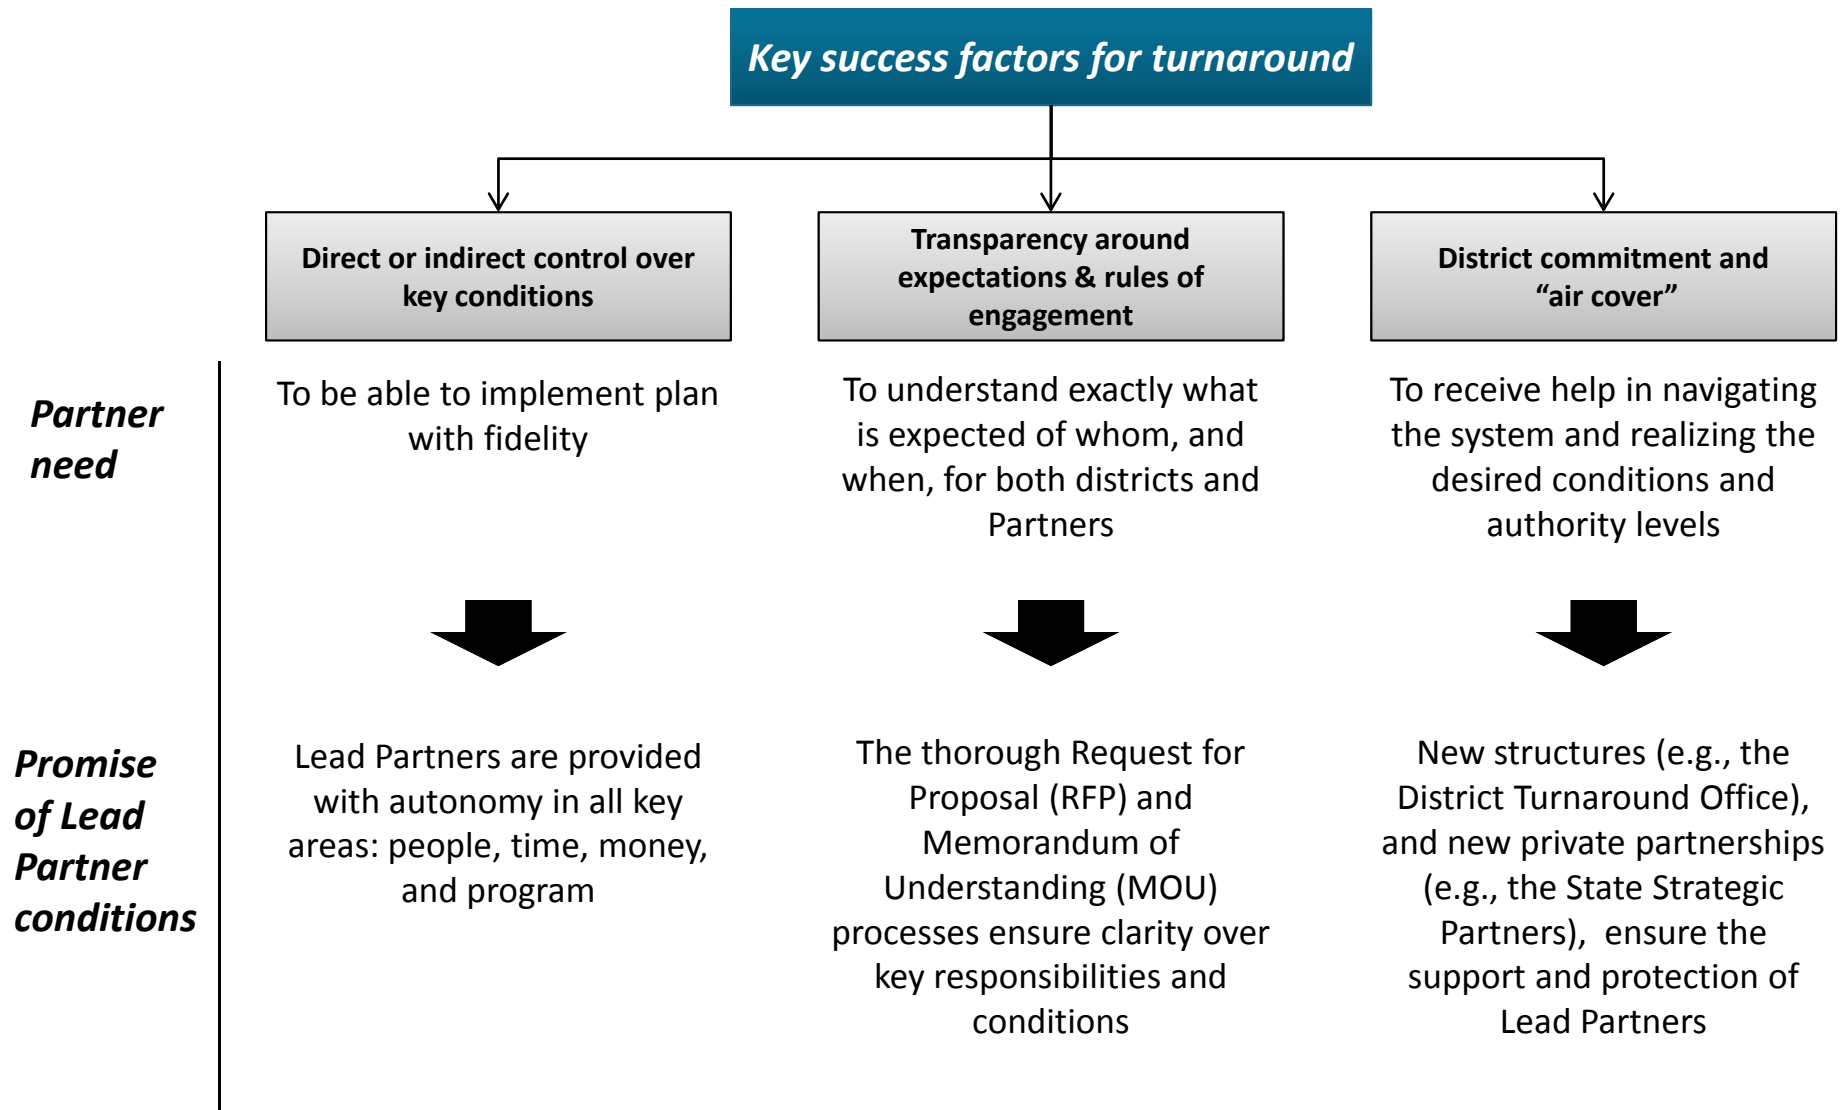 Key success factors for turnaround
Direct or indirect control over
key conditions
Transparency around
expectations & rules of
engagement
District commitment and
“air cover”
Partner
need
To be able to implement plan
with fidelity
To understand exactly what
is expected of whom, and
when, for both districts and
Partners
To receive help in navigating
the system and realizing the
desired conditions and
authority levels
Promise
of Lead
Partner
conditions
Lead Partners are provided
with autonomy in all key
areas: people, time, money,
and program
The thorough Request for
Proposal (RFP) and
Memorandum of
Understanding (MOU)
processes ensure clarity over
key responsibilities and
conditions
New structures (e.g., the
District Turnaround Office),
and new private partnerships
(e.g., the State Strategic
Partners),  ensure the
support and protection of
Lead Partners